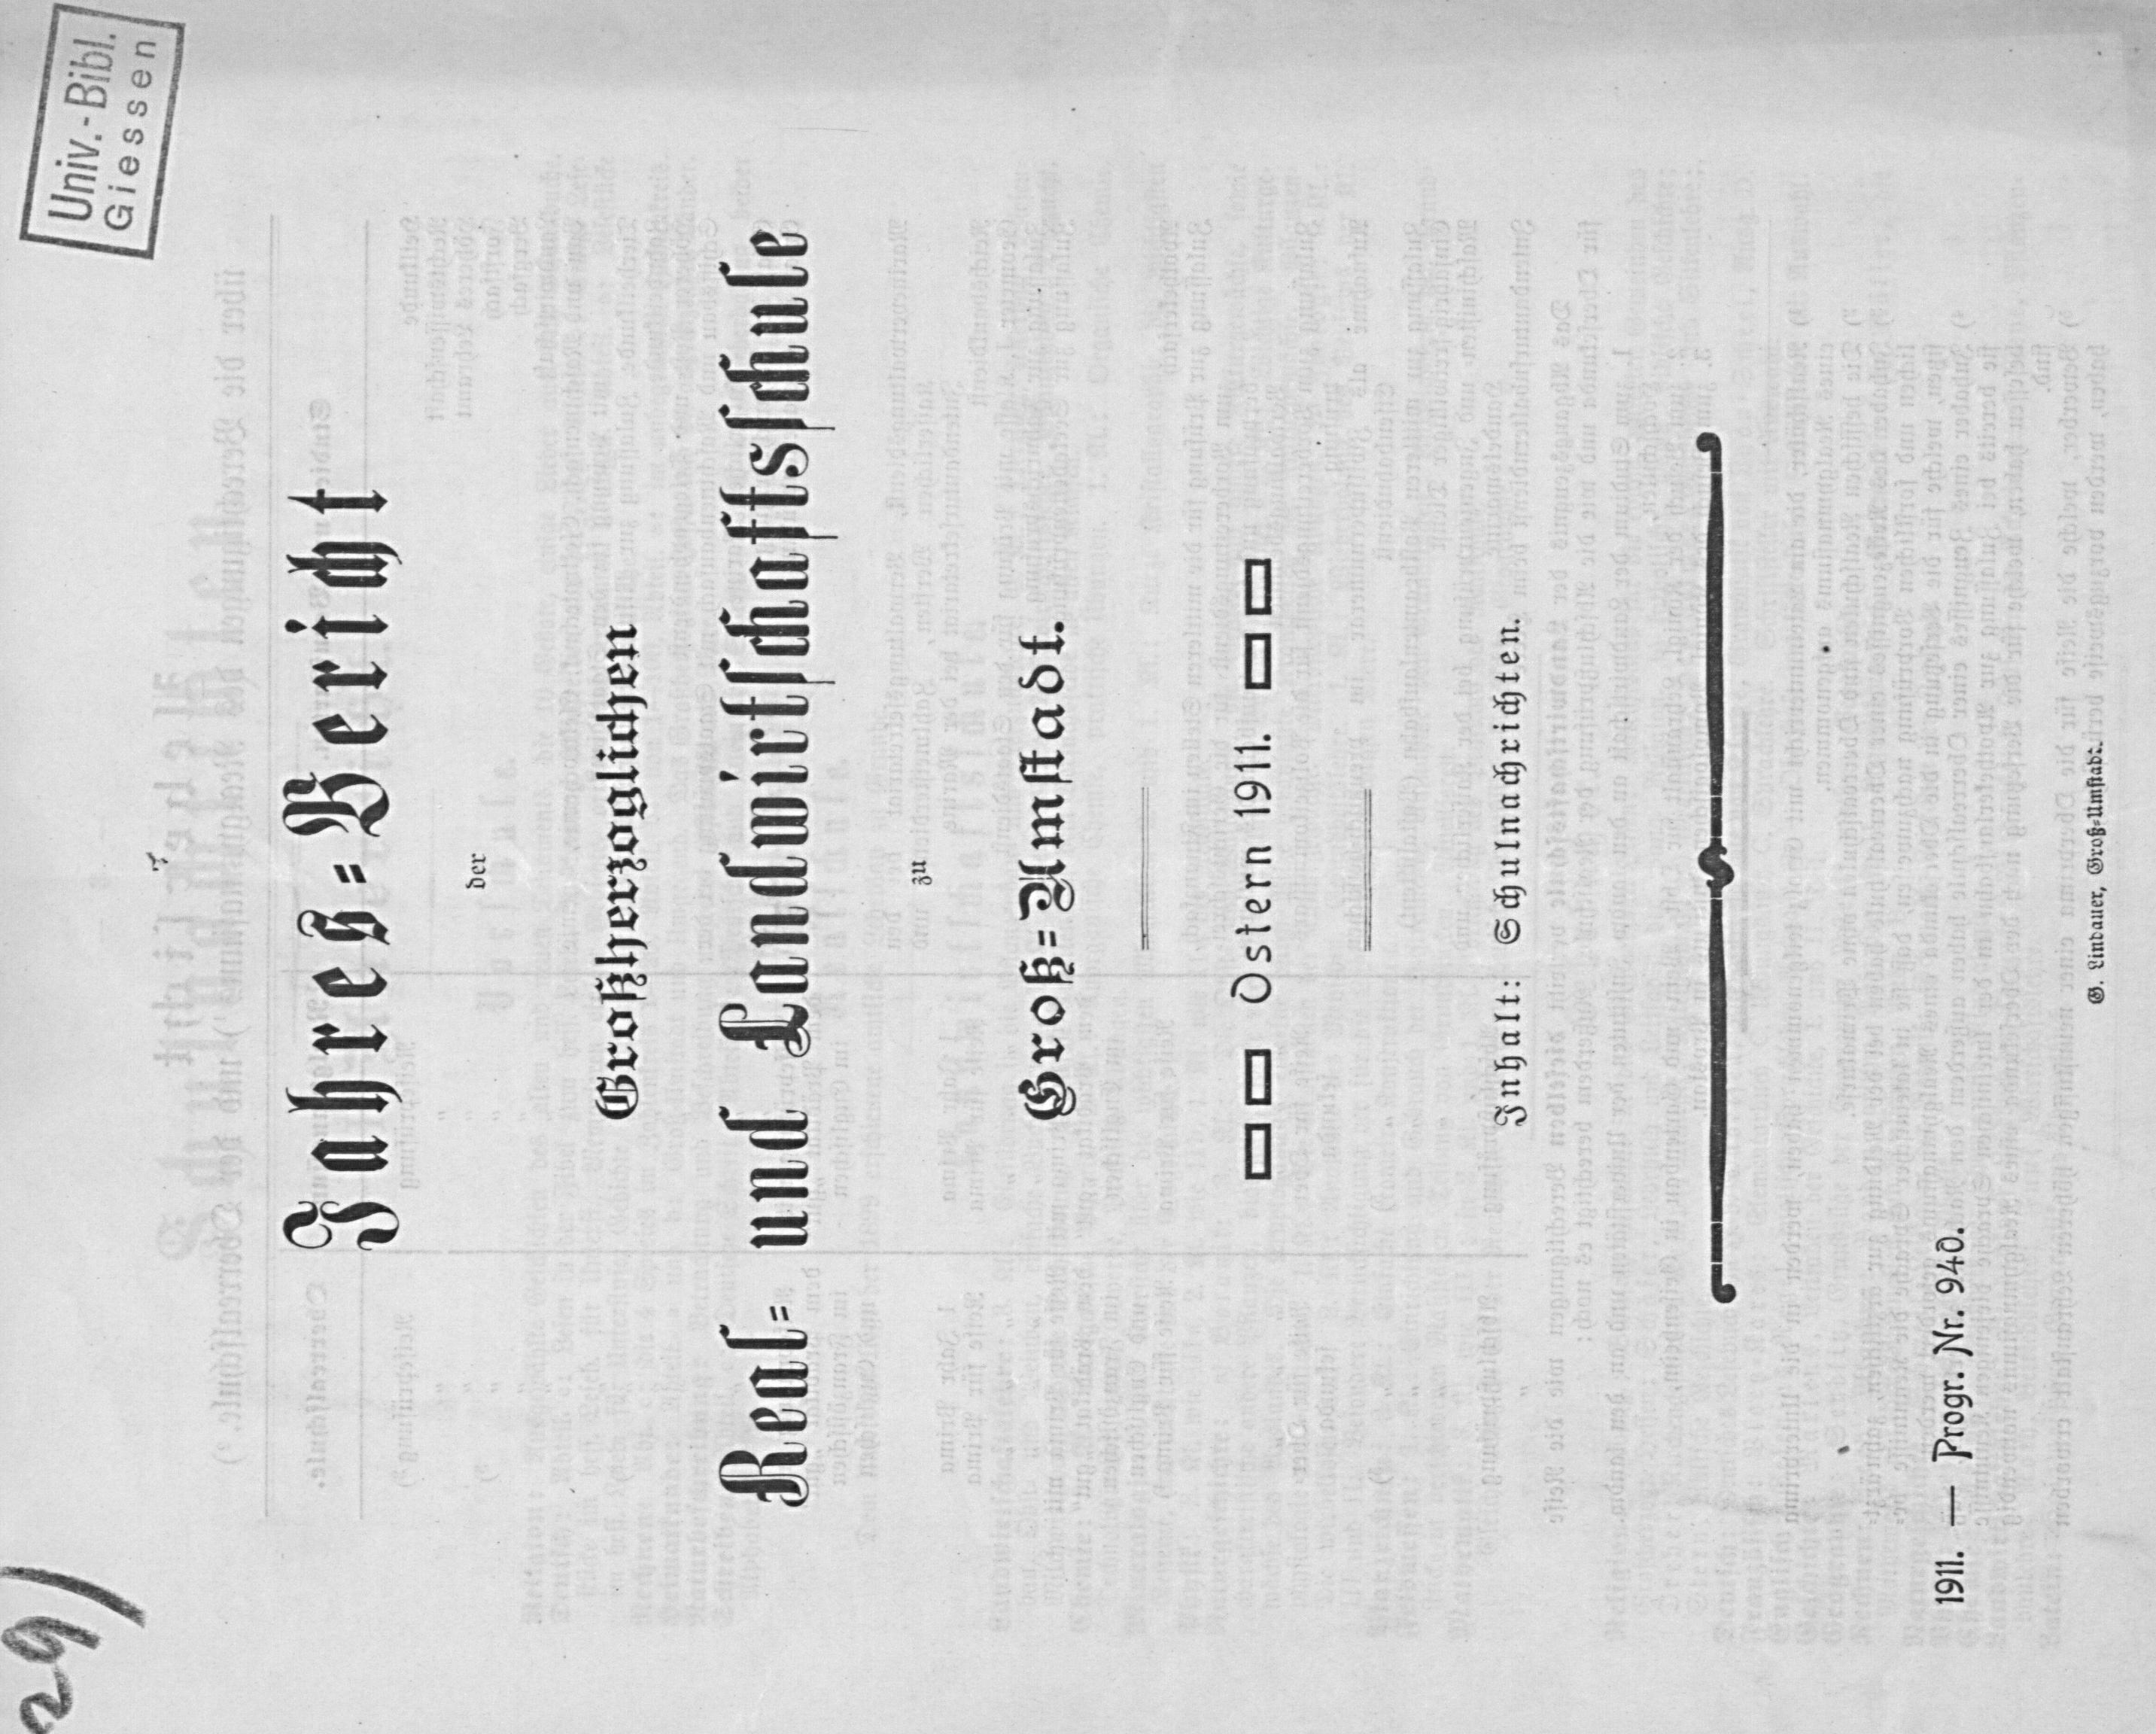 29)
Univ.-Bibl.
Giessen
Jahres=Bericht
der
Großherzoglichen
Real= und Landwirtschaftsschule
zu
Groß=Umstadt.
Ostern 1911.
Inhalt: Schulnachrichten.
1911. — Progr. Nr. 940.
G. Lindauer, Groß-Umstadt.